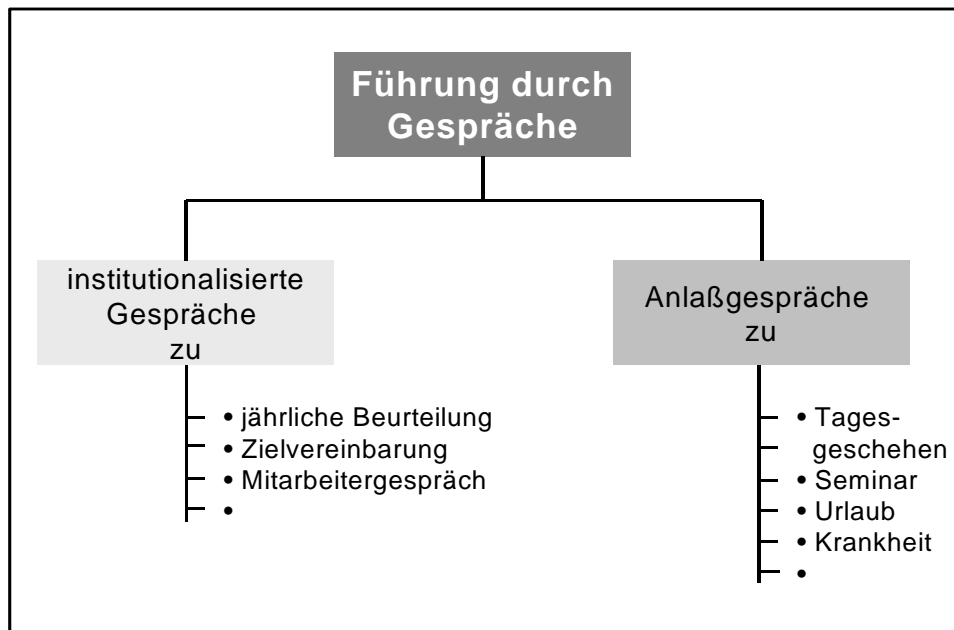 Führung durch
Gespräche
institutionalisierte
Gespräche
zu
• jährliche Beurteilung
• Zielvereinbarung
• Mitarbeitergespräch
•
Anlaßgespräche
zu
• Tages-
geschehen
• Seminar
• Urlaub
• Krankheit
•